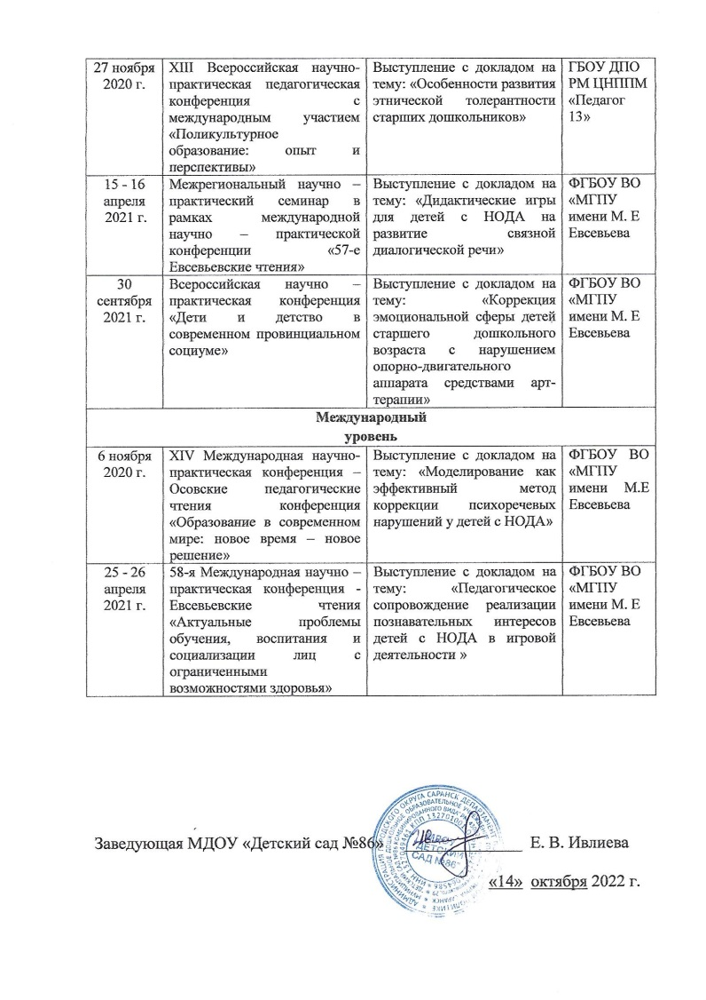 27 ноября
2020 г.
XIII Всероссийская научно-
практическая педагогическая
конференция с
международным участием
«Поликультурное
образование: опыт и
перспективы»
Выступление с докладом на
тему: «Особенности развития
этнической толерантности
старших дошкольников»
ГБОУ ДПО
РМ ЦНППМ
«Педагог
13»
15 - 16
апреля
2021 г.
Межрегиональный научно –
практический семинар в
рамках международной
научно – практической
конференции «57-е
Евсевьевские чтения»
Выступление с докладом на
тему: «Дидактические игры
для детей с НОДА на
развитие связной
диалогической речи»
ФГБОУ ВО
«МГПУ
имени М. Е
Евсевьева
30
сентября
2021 г.
Всероссийская научно –
практическая конференция
«Дети и детство в
современном провинциальном
социуме»
Выступление с докладом на
тему: «Коррекция
эмоциональной сферы детей
старшего дошкольного
возраста с нарушением
опорно-двигательного
аппарата средствами арт-
терапии»
ФГБОУ ВО
«МГПУ
имени М. Е
Евсевьева
Международный
уровень
6 ноября
2020 г.
XIV Международная научно-
практическая конференция –
Осовские педагогические
чтения конференция
«Образование в современном
мире: новое время – новое
решение»
Выступление с докладом на
тему: «Моделирование как
эффективный метод
коррекции психоречевых
нарушений у детей с НОДА»
ФГБОУ ВО
«МГПУ
имени М.Е
Евсевьева
25 - 26
апреля
2021 г.
58-я Международная научно –
практическая конференция -
Евсевьевские чтения
«Актуальные проблемы
обучения, воспитания и
социализации лиц с
ограниченными
возможностями здоровья»
Выступление с докладом на
тему: «Педагогическое
сопровождение реализации
познавательных интересов
детей с НОДА в игровой
деятельности »
ФГБОУ ВО
«МГПУ
имени М. Е
Евсевьева
Заведующая МДОУ «Детский сад №86» Е. В. Ивлиева
ДЕТСКИЙ
САД №86"
«14» октября 2022 г.